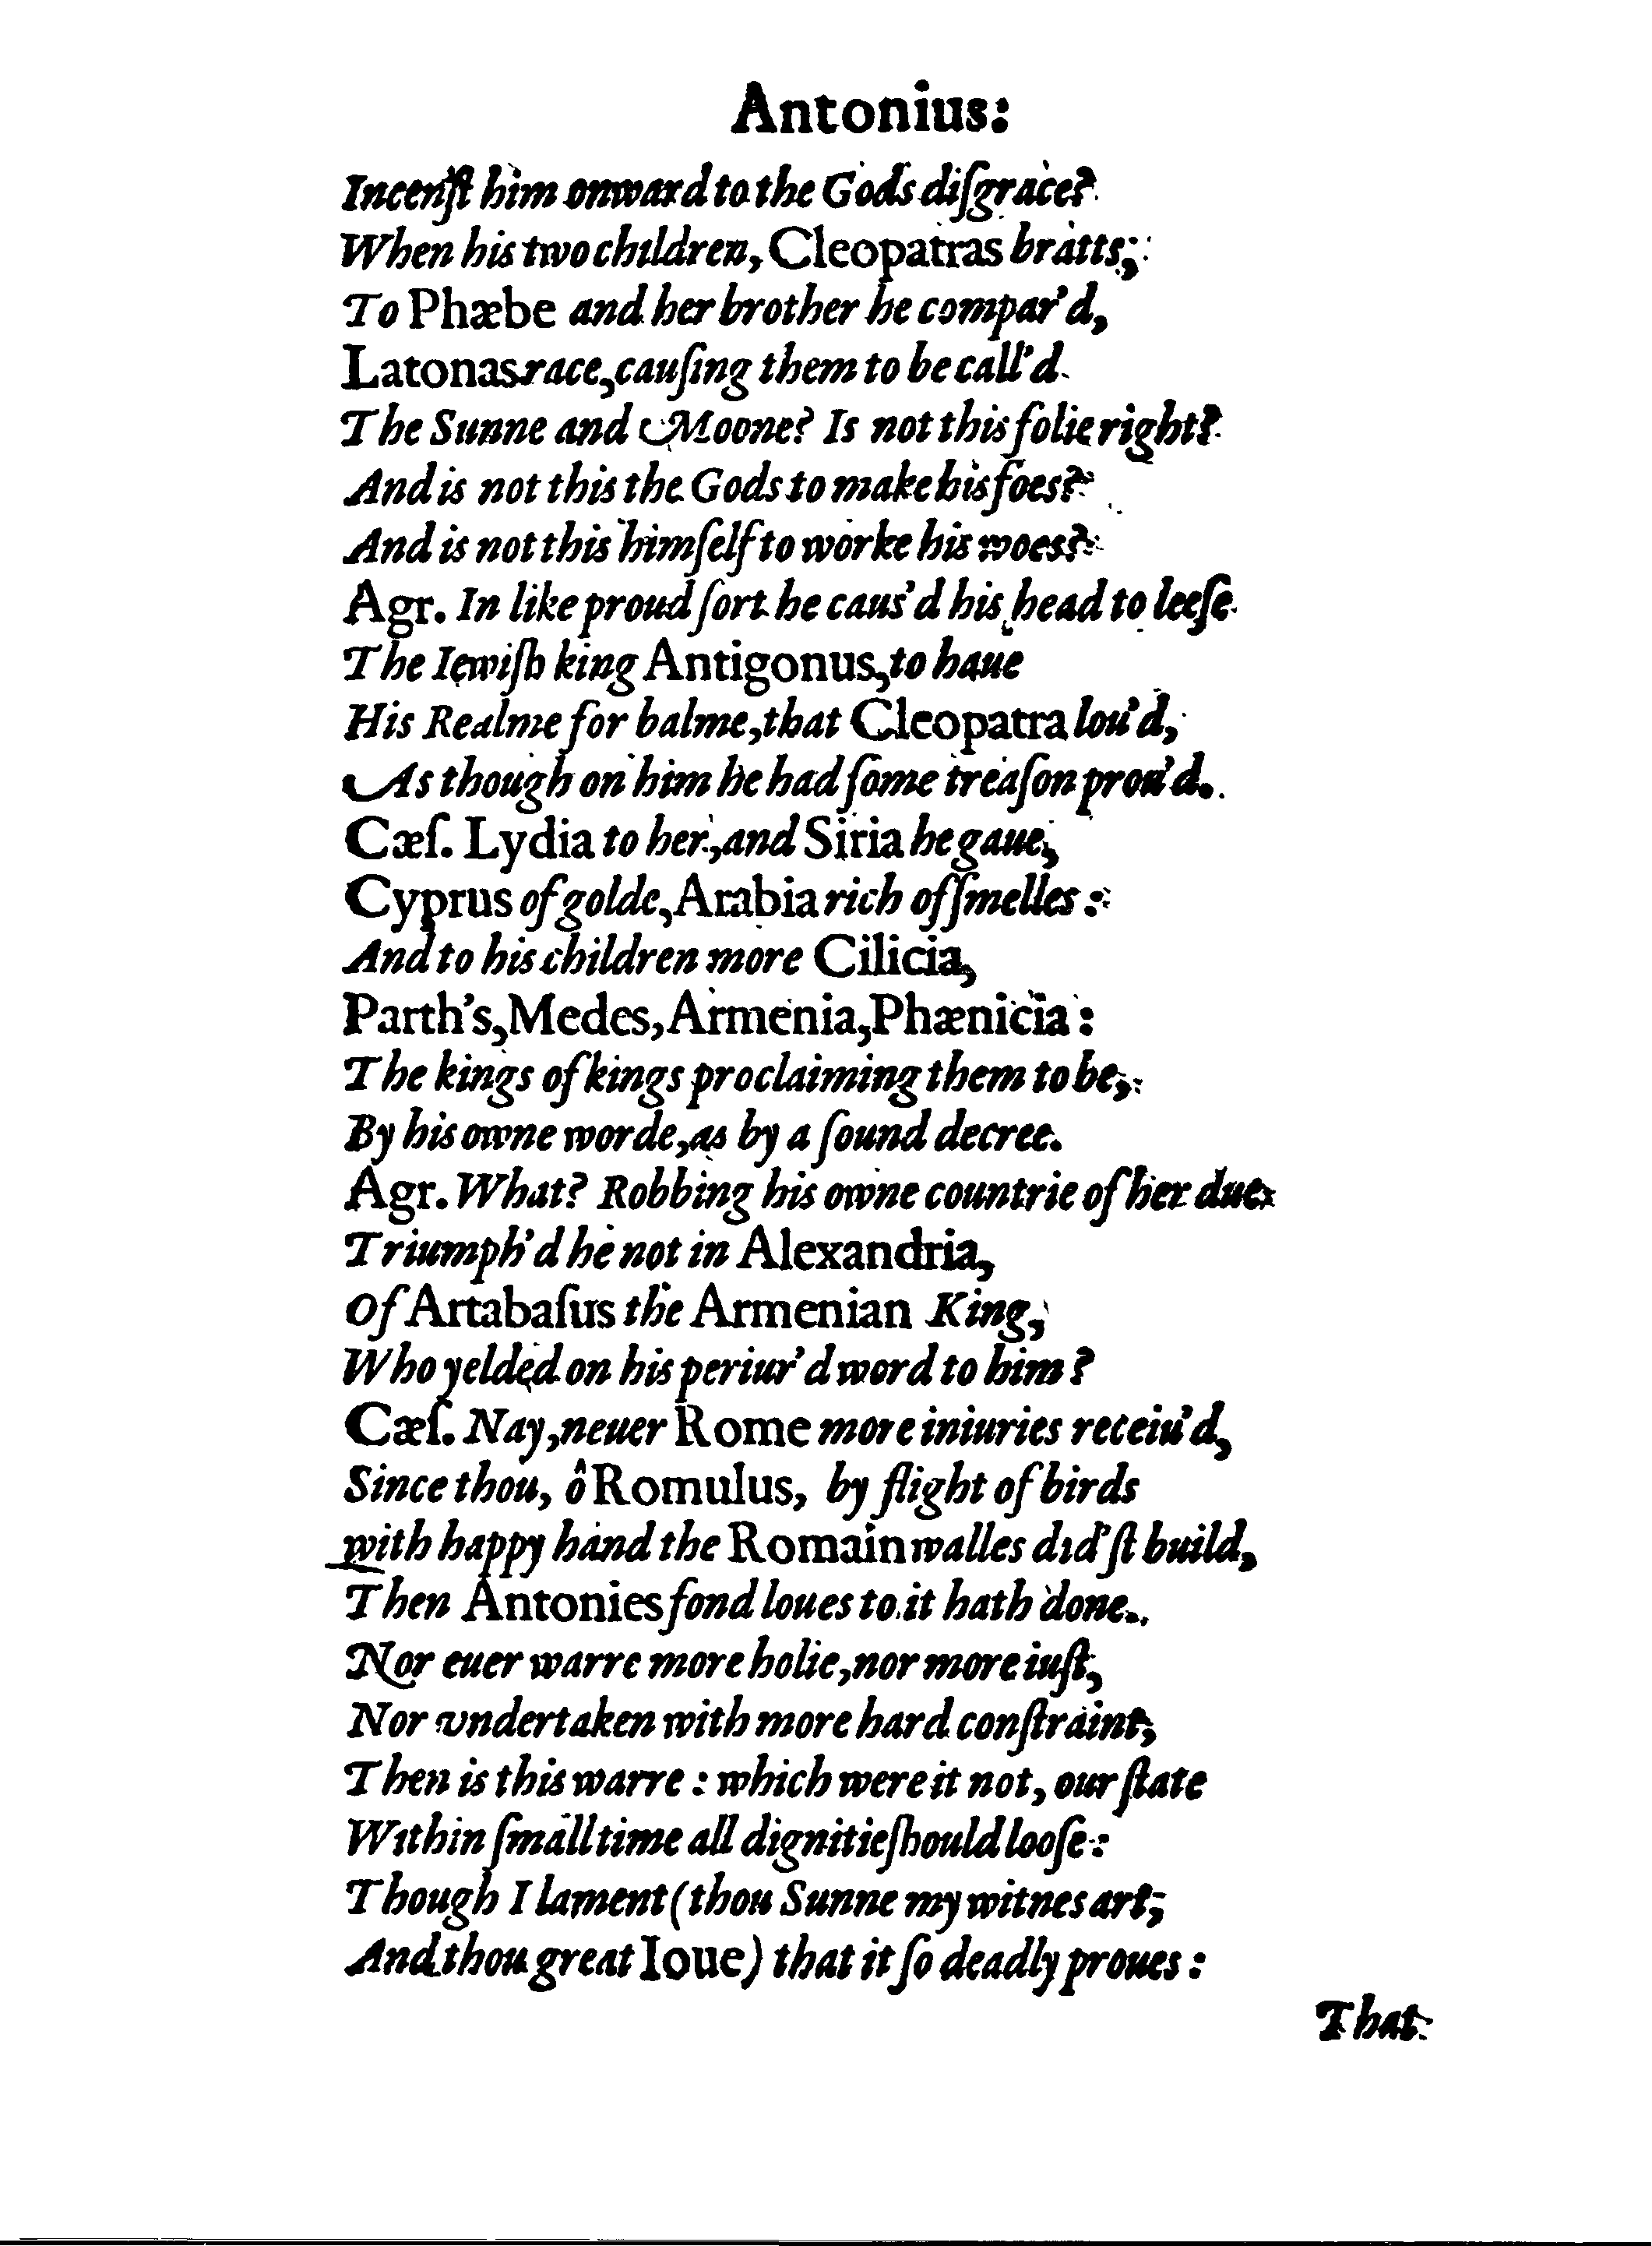 Antonius:
Incenſt him onward to the Gods diſgrace?
When his two children, Cleopatras bratts,
To Phæbe and her brother he compar'd,
Latonas race, cauſing them to be call'd
The Sunne and Moone? Is not this folie right?
And is not this the Gods to make his foes?
And is not this himſelf to worke his woes?
Agr. In like proud ſort he caus'd his head to leeſe
The Iewiſh king Antigonus, to haue
His Realme for balme, that Cleopatra lou'd,
As though on him he had ſome treaſon prou'd.
Cæſ. Lydia to her, and Siria he gaue,
Cyprus of golde, Arabia rich of ſmelles:
And to his children more Cilicia,
Parth's, Medes, Armenia, Phænicia:
The kings of kings proclaiming them to be,
By his owne worde, as by a ſound decree.
Agr. What? Robbing his owne countrie of her due
Triumph'd he not in Alexandria,
Of Artabaſus the Armenian King,
Who yelded on his periur'd word to him?
Cæſ. Nay, neuer Rome more iniuries receiu'd,
Since thou, ô Romulus, by flight of birds
with happy hand the Romain walles did'ſt build,
Then Antonies fond loues to it hath done.
Nor euer warre more holie, nor more iuſt,
Nor vndertaken with more hard conſtraint,
Then is this warre: which were it not, our ſtate
Within ſmall time all dignitie ſhould looſe:
Though I lament (thou Sunne my witnes art,
And thou great Ioue) that it ſo deadly proues:
That